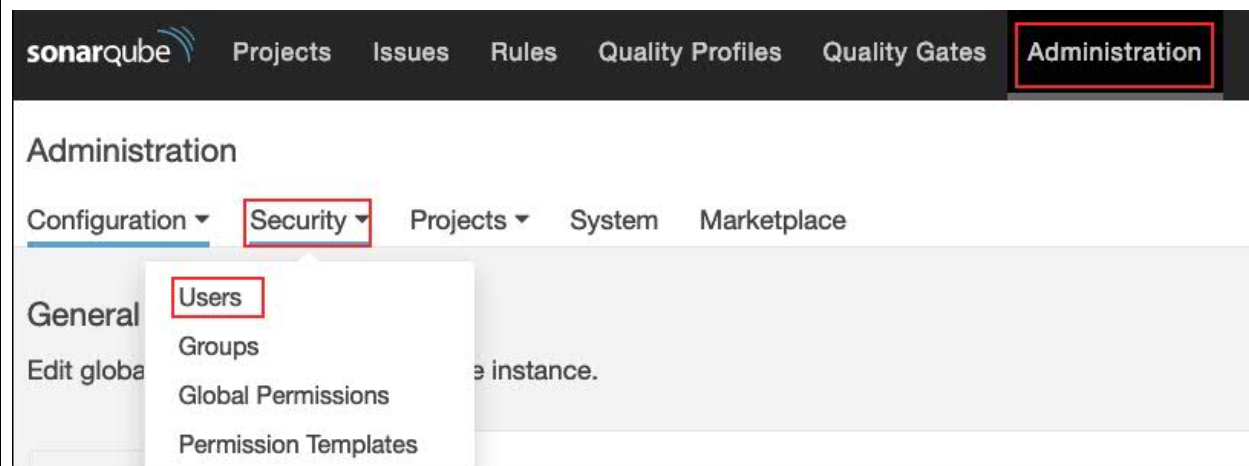 sonarqube Projects Issues Rules Quality Profiles Quality Gates Administration
Administration
Configuration Security Projects System Marketplace
Users
General
Groups
Edit globa e instance.
Global Permissions
Permission Templates